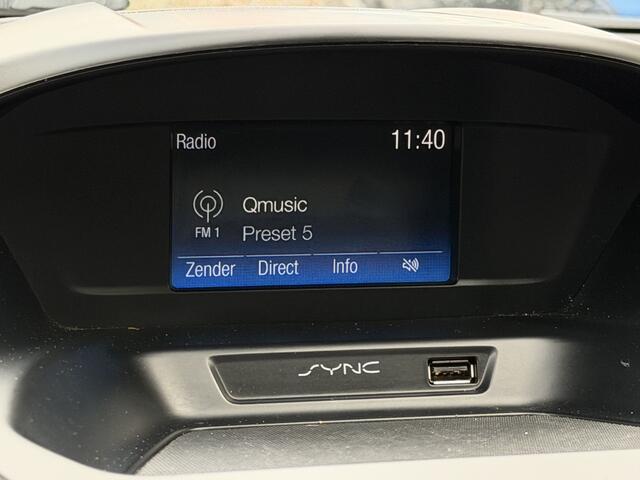 Radio 11:40
Qmusic
FM 1 Preset 5
Zender Direct Info
SYNC